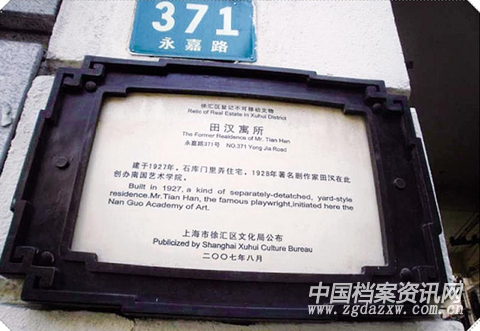 371
永嘉路
徐汇区登记不可移动文物
Relic of Real Estate in Xuhui District
田汉寓所
The Former Residence of Mr. Tian Han
永嘉路371号 NO.371 Yong Jia Road
建于1927年，石库门里弄住宅，1928年著名剧作家田汉在此
创办南国艺术学院。
Built in 1927, a kind of separately-detatched, yard-style
residence.Mr.Tian Han, the famous playwright,initiated here the
Nan Guo Academy of Art.
上海市徐汇区文化局公布
Publicized by Shanghai Xuhui Culture Bureau
二〇〇七年八月
中国档案资讯网
www.zgdazxw.com.cn